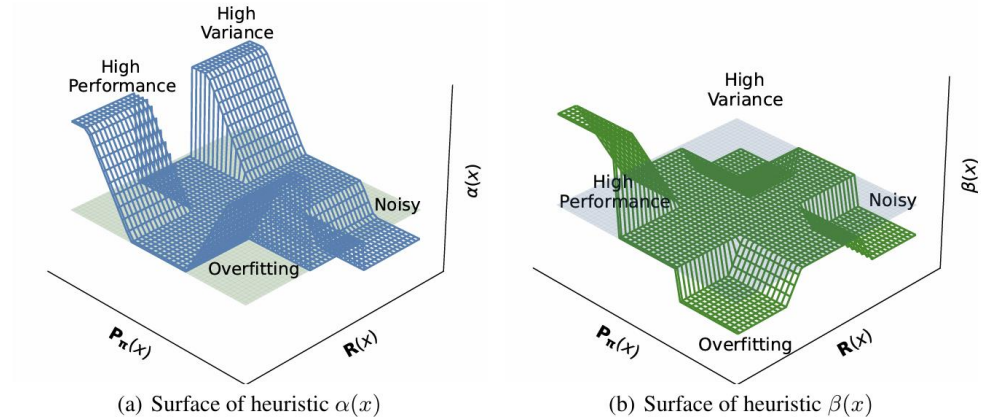 High
Variance
High
Performance
Noisy
Overfitting
α(x)
P_π(x)
R(x)
(a) Surface of heuristic α(x)
High
Variance
High
Performance
Noisy
Overfitting
β(x)
P_π(x)
R(x)
(b) Surface of heuristic β(x)